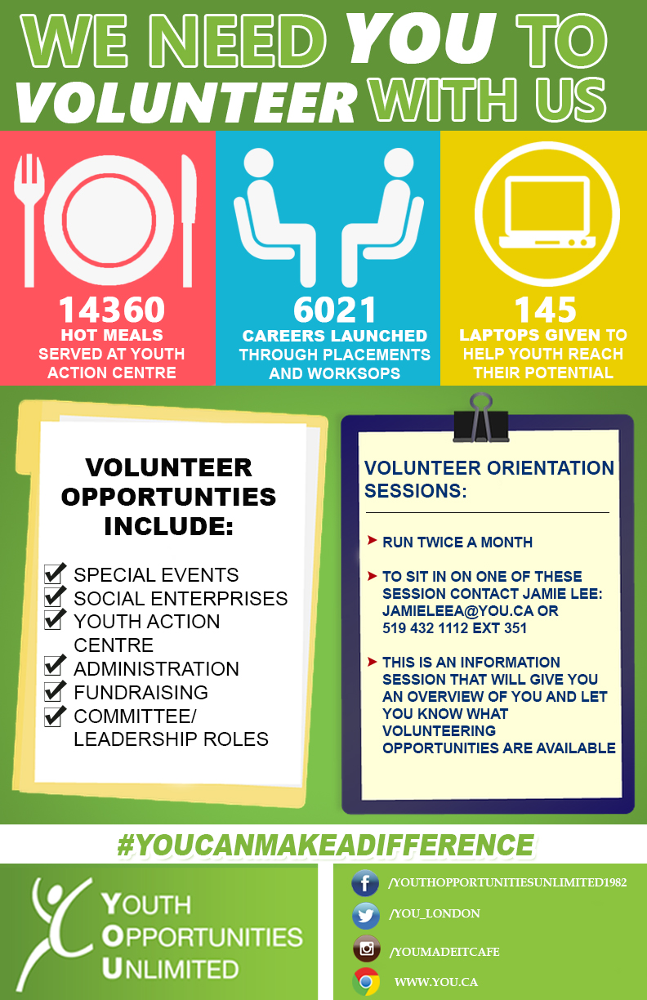 WE NEED YOU TO
VOLUNTEER WITH US
14360
HOT MEALS
SERVED AT YOUTH
ACTION CENTRE
6021
CAREERS LAUNCHED
THROUGH PLACEMENTS
AND WORKSOPS
145
LAPTOPS GIVEN TO
HELP YOUTH REACH
THEIR POTENTIAL
VOLUNTEER
OPPORTUNTIES
INCLUDE:
SPECIAL EVENTS
SOCIAL ENTERPRISES
YOUTH ACTION
CENTRE
ADMINISTRATION
FUNDRAISING
COMMITTEE/
LEADERSHIP ROLES
VOLUNTEER ORIENTATION
SESSIONS:
RUN TWICE A MONTH
TO SIT IN ON ONE OF THESE
SESSION CONTACT JAMIE LEE:
JAMIELEEA@YOU.CA OR
519 432 1112 EXT 351
THIS IS AN INFORMATION
SESSION THAT WILL GIVE YOU
AN OVERVIEW OF YOU AND LET
YOU KNOW WHAT
VOLUNTEERING
OPPORTUNITIES ARE AVAILABLE
#YOUCANMAKEADIFFERENCE
YOUTH
OPPORTUNITIES
UNLIMITED
/YOUTHOPPORTUNITIESUNLIMITED1982
/YOU_LONDON
/YOUMADEITCAFE
WWW.YOU.CA